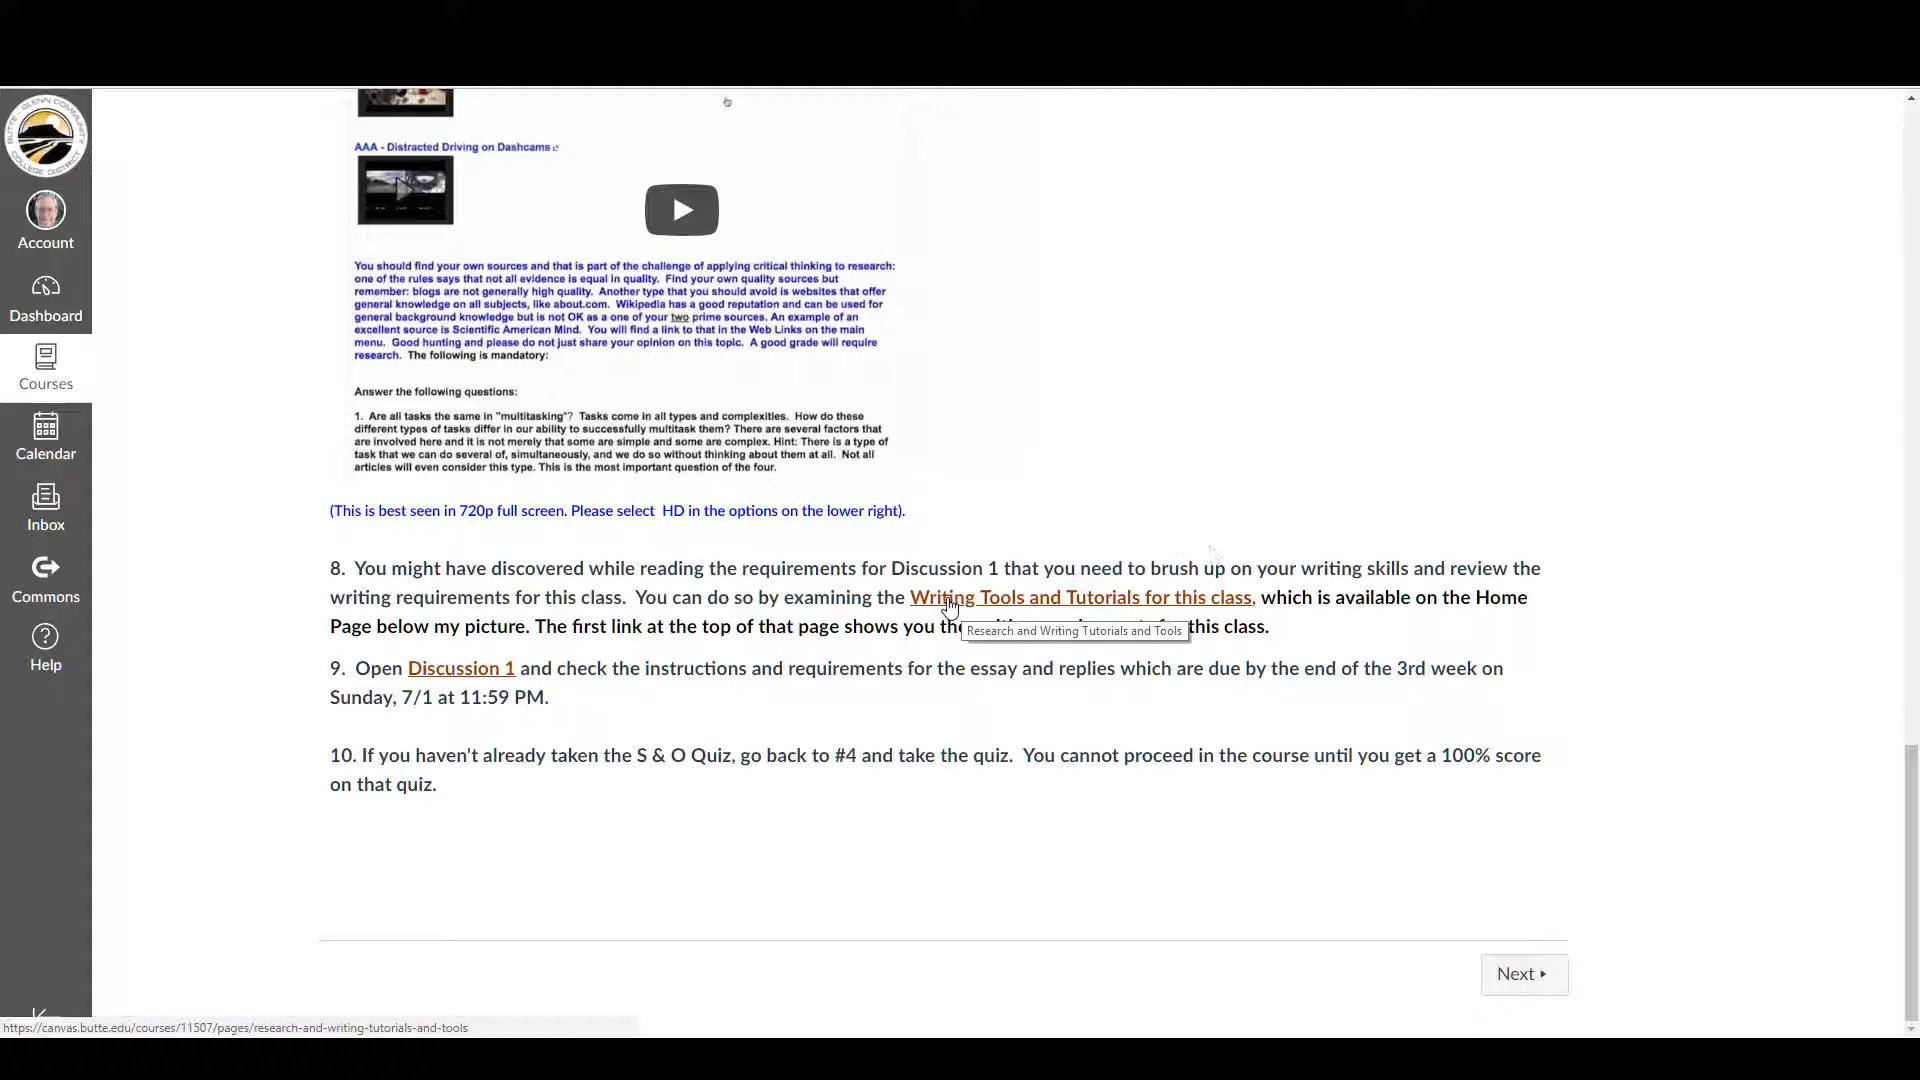 GLENN COMMUNITY
COLLEGE DISTRICT
BUTTE
Account
Dashboard
Courses
Calendar
Inbox
Commons
Help
AAA - Distracted Driving on Dashcams
You should find your own sources and that is part of the challenge of applying critical thinking to research:
one of the rules says that not all evidence is equal in quality.  Find your own quality sources but
remember: blogs are not generally high quality.  Another type that you should avoid is websites that offer
general knowledge on all subjects, like about.com.  Wikipedia has a good reputation and can be used for
general background knowledge but is not OK as a one of your two prime sources. An example of an
excellent source is Scientific American Mind.  You will find a link to that in the Web Links on the main
menu.  Good hunting and please do not just share your opinion on this topic.  A good grade will require
research.  The following is mandatory:
Answer the following questions:
1.  Are all tasks the same in "multitasking"?  Tasks come in all types and complexities.  How do these
different types of tasks differ in our ability to successfully multitask them? There are several factors that
are involved here and it is not merely that some are simple and some are complex. Hint: There is a type of
task that we can do several of, simultaneously, and we do so without thinking about them at all.  Not all
articles will even consider this type. This is the most important question of the four.
(This is best seen in 720p full screen. Please select  HD in the options on the lower right).
8.  You might have discovered while reading the requirements for Discussion 1 that you need to brush up on your writing skills and review the
writing requirements for this class.  You can do so by examining the Writing Tools and Tutorials for this class, which is available on the Home
Page below my picture. The first link at the top of that page shows you this class.
Research and Writing Tutorials and Tools
9.  Open Discussion 1 and check the instructions and requirements for the essay and replies which are due by the end of the 3rd week on
Sunday, 7/1 at 11:59 PM.
10. If you haven't already taken the S & O Quiz, go back to #4 and take the quiz.  You cannot proceed in the course until you get a 100% score
on that quiz.
Next
https://canvas.butte.edu/courses/11507/pages/research-and-writing-tutorials-and-tools